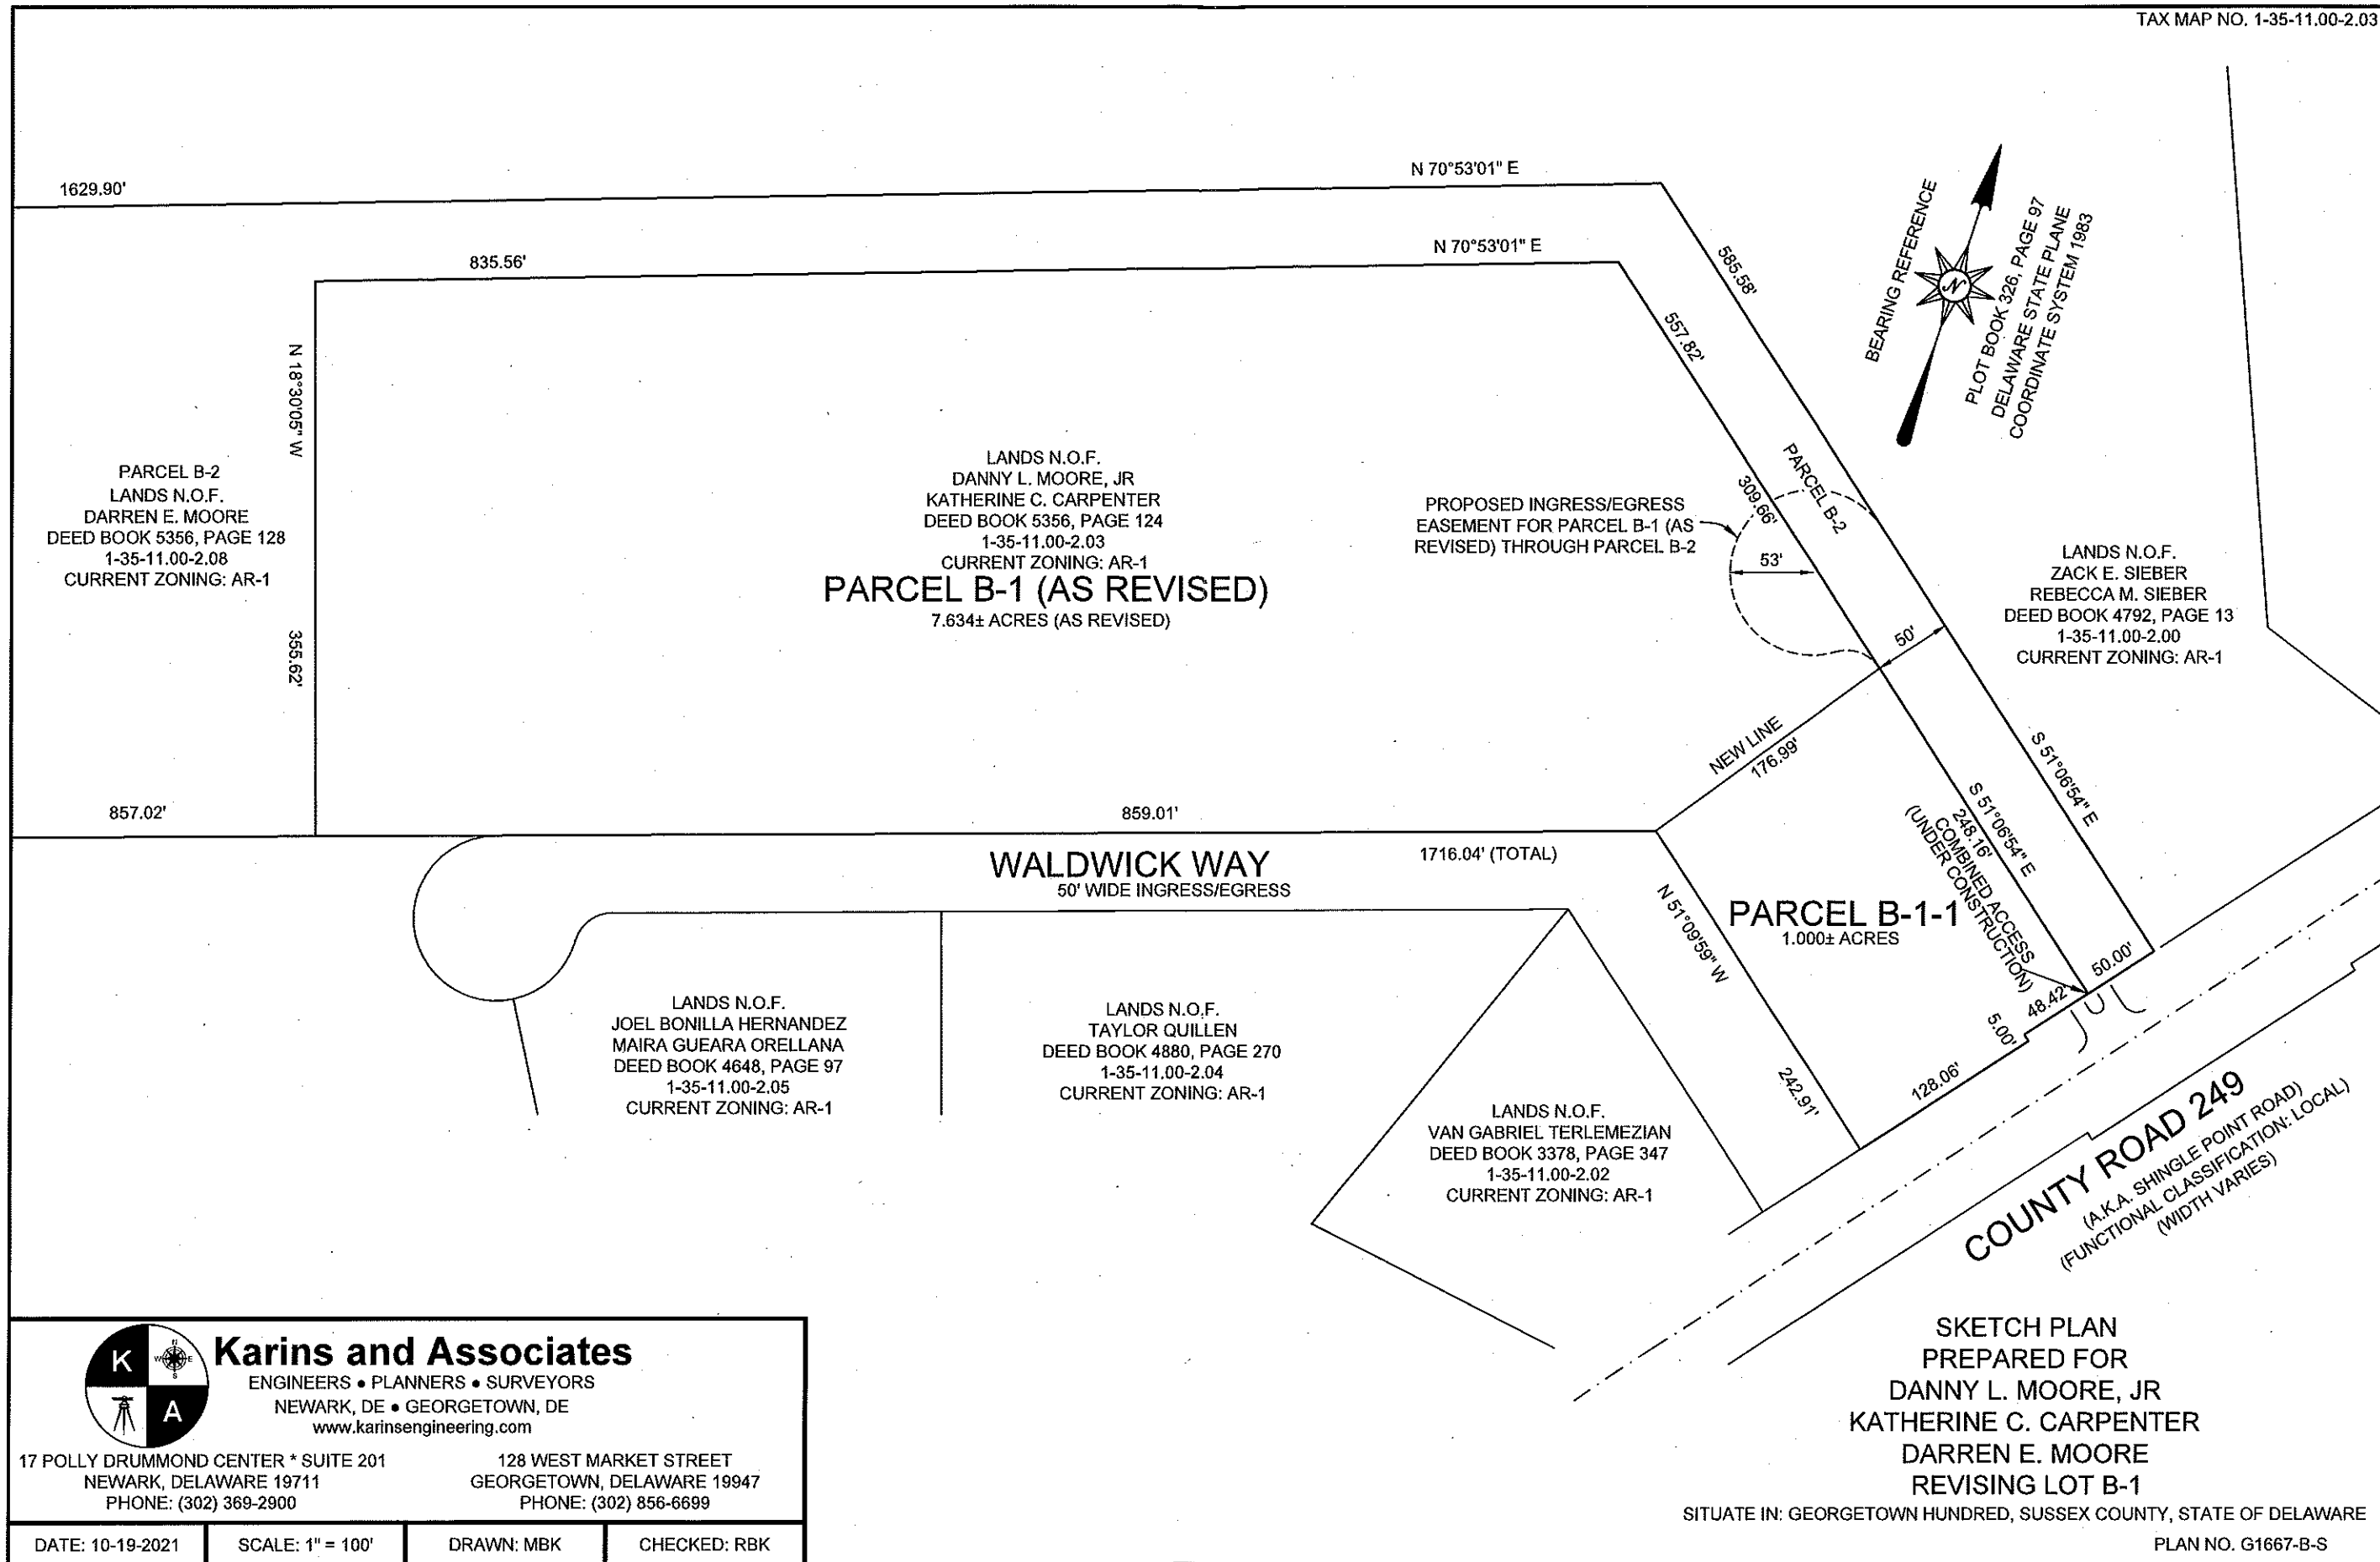 TAX MAP NO. 1-35-11.00-2.03
1629.90'
N 70°53'01" E
835.56'
N 70°53'01" E
585.58'
557.82'
BEARING REFERENCE
N
PLOT BOOK 326, PAGE 97
DELAWARE STATE PLANE
COORDINATE SYSTEM 1983
N 18°30'05" W
355.62'
PARCEL B-2
LANDS N.O.F.
DARREN E. MOORE
DEED BOOK 5356, PAGE 128
1-35-11.00-2.08
CURRENT ZONING: AR-1
LANDS N.O.F.
DANNY L. MOORE, JR
KATHERINE C. CARPENTER
DEED BOOK 5356, PAGE 124
1-35-11.00-2.03
CURRENT ZONING: AR-1
PARCEL B-1 (AS REVISED)
7.634± ACRES (AS REVISED)
PROPOSED INGRESS/EGRESS
EASEMENT FOR PARCEL B-1 (AS
REVISED) THROUGH PARCEL B-2
309.66'
PARCEL B-2
53'
50'
LANDS N.O.F.
ZACK E. SIEBER
REBECCA M. SIEBER
DEED BOOK 4792, PAGE 13
1-35-11.00-2.00
CURRENT ZONING: AR-1
NEW LINE
176.99'
S 51°06'54" E
S 51°06'54" E
248.16'
COMBINED ACCESS
(UNDER CONSTRUCTION)
857.02'
859.01'
1716.04' (TOTAL)
WALDWICK WAY
50' WIDE INGRESS/EGRESS
N 51°09'59" W
242.91'
PARCEL B-1-1
1.000± ACRES
50.00'
48.42'
5.00'
128.06'
LANDS N.O.F.
JOEL BONILLA HERNANDEZ
MAIRA GUEARA ORELLANA
DEED BOOK 4648, PAGE 97
1-35-11.00-2.05
CURRENT ZONING: AR-1
LANDS N.O.F.
TAYLOR QUILLEN
DEED BOOK 4880, PAGE 270
1-35-11.00-2.04
CURRENT ZONING: AR-1
LANDS N.O.F.
VAN GABRIEL TERLEMEZIAN
DEED BOOK 3378, PAGE 347
1-35-11.00-2.02
CURRENT ZONING: AR-1
COUNTY ROAD 249
(A.K.A. SHINGLE POINT ROAD)
(FUNCTIONAL CLASSIFICATION: LOCAL)
(WIDTH VARIES)
K
N
W E
S
A
Karins and Associates
ENGINEERS • PLANNERS • SURVEYORS
NEWARK, DE • GEORGETOWN, DE
www.karinsengineering.com
17 POLLY DRUMMOND CENTER * SUITE 201
NEWARK, DELAWARE 19711
PHONE: (302) 369-2900
128 WEST MARKET STREET
GEORGETOWN, DELAWARE 19947
PHONE: (302) 856-6699
DATE: 10-19-2021
SCALE: 1" = 100'
DRAWN: MBK
CHECKED: RBK
SKETCH PLAN
PREPARED FOR
DANNY L. MOORE, JR
KATHERINE C. CARPENTER
DARREN E. MOORE
REVISING LOT B-1
SITUATE IN: GEORGETOWN HUNDRED, SUSSEX COUNTY, STATE OF DELAWARE
PLAN NO. G1667-B-S